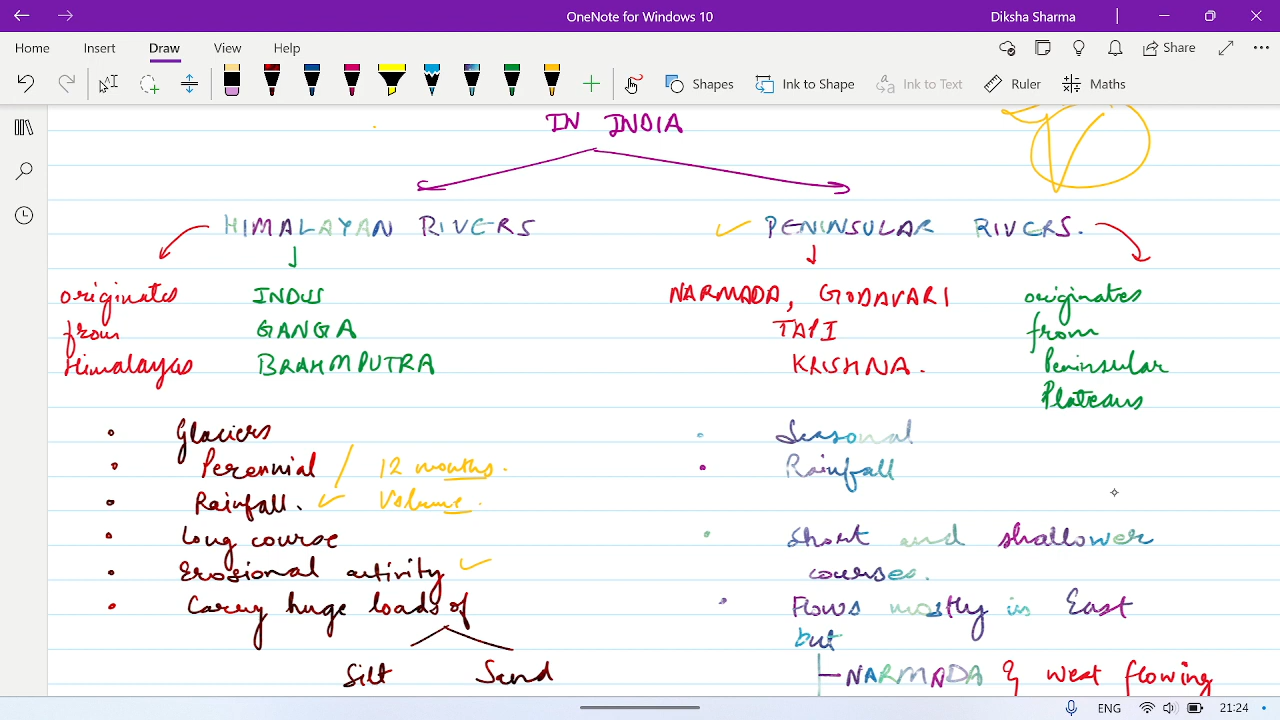 OneNote for Windows 10
Diksha Sharma
Home Insert Draw View Help
Share
Shapes
Ink to Shape
Ink to Text
Ruler
Maths
IN INDIA
HIMALAYAN RIVERS
PENINSULAR RIVERS.
originates
from
Himalayas
INDUS
GANGA
BRAHMPUTRA
NARMADA, GODAVARI
TAPI
KRISHNA.
originates
from
Peninsular
Plateaus
• Glaciers
• Perennial / 12 months.
• Rainfall. Volume.
• Long course
• Erosional activity
• Carry huge loads of
Silt Sand
• Seasonal
• Rainfall
• Short and shallower
courses.
• Flows mostly in East
but
NARMADA & west flowing
ENG 21:24